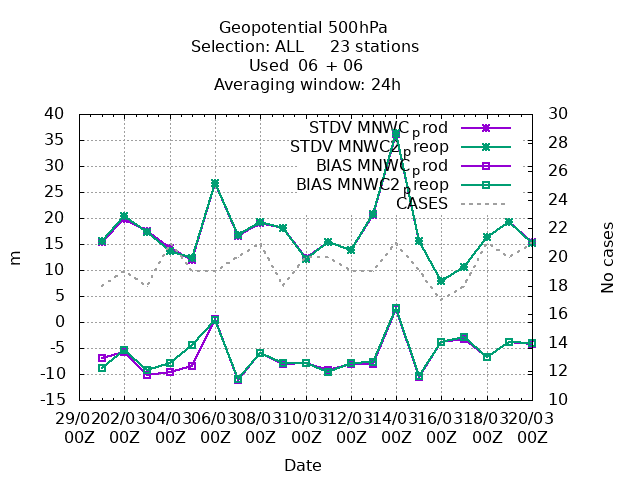 Geopotential 500hPa
Selection: ALL 23 stations
Used 06 + 06
Averaging window: 24h
STDV MNWCprod
STDV MNWC2preop
BIAS MNWCprod
BIAS MNWC2preop
CASES
40
35
30
25
20
15
10
5
0
-5
-10
-15
m
30
28
26
24
22
20
18
16
14
12
10
No cases
29/02 02/03 04/03 06/03 08/03 10/03 12/03 14/03 16/03 18/03 20/03
00Z 00Z 00Z 00Z 00Z 00Z 00Z 00Z 00Z 00Z 00Z
Date